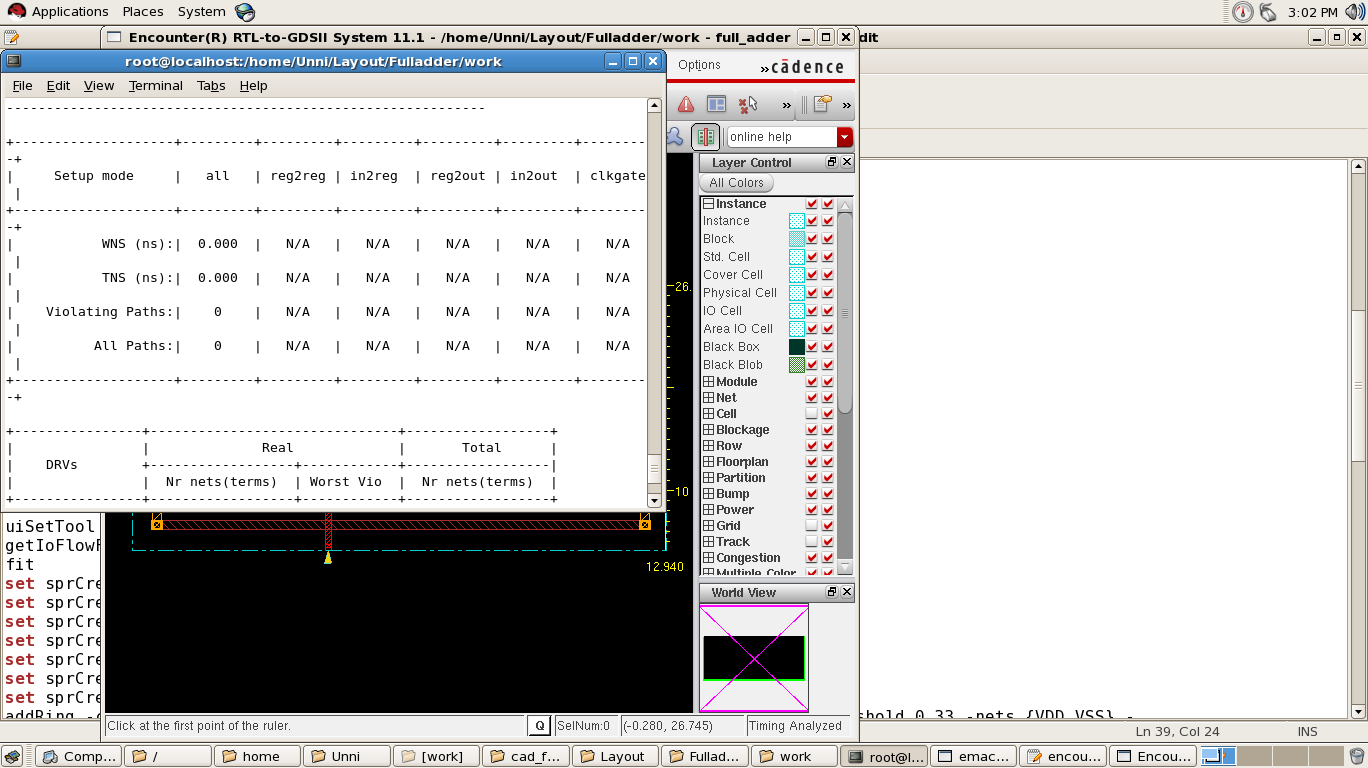 Applications Places System 3:02 PM
Encounter(R) RTL-to-GDSII System 11.1 - /home/Unni/Layout/Fulladder/work - full_adder
dit
root@localhost:/home/Unni/Layout/Fulladder/work
File Edit View Terminal Tabs Help
Options » cādence
» »
online help
------------------------------------------------------------
+--------------------+---------+---------+---------+---------+---------+--------
-+
| Setup mode | all | reg2reg | in2reg | reg2out | in2out | clkgate
|
+--------------------+---------+---------+---------+---------+---------+--------
-+
| WNS (ns):| 0.000 | N/A | N/A | N/A | N/A | N/A
|
| TNS (ns):| 0.000 | N/A | N/A | N/A | N/A | N/A
|
| Violating Paths:| 0 | N/A | N/A | N/A | N/A | N/A
|
| All Paths:| 0 | N/A | N/A | N/A | N/A | N/A
|
+--------------------+---------+---------+---------+---------+---------+--------
-+
+----------------+-------------------------------+------------------+
| | Real | Total |
| DRVs +------------------+------------+------------------|
| | Nr nets(terms) | Worst Vio | Nr nets(terms) |
+----------------+-------------------------------+------------------+
26.
10
12.940
Layer Control
All Colors
Instance
Instance
Block
Std. Cell
Cover Cell
Physical Cell
IO Cell
Area IO Cell
Black Box
Black Blob
Module
Net
Cell
Blockage
Row
Floorplan
Partition
Bump
Power
Grid
Track
Congestion
Multiple Color
World View
uiSetTool
getIoFlowF
fit
set sprCre
set sprCre
set sprCre
set sprCre
set sprCre
set sprCre
set sprCre
addRing - shold 0.33 -nets {VDD VSS} -
Click at the first point of the ruler. Q SelNum:0 (-0.280, 26.745) Timing Analyzed
Ln 39, Col 24 INS
Comp... / home Unni [work] cad_f... Layout Fullad... work root@l... emac... encou... Encou...